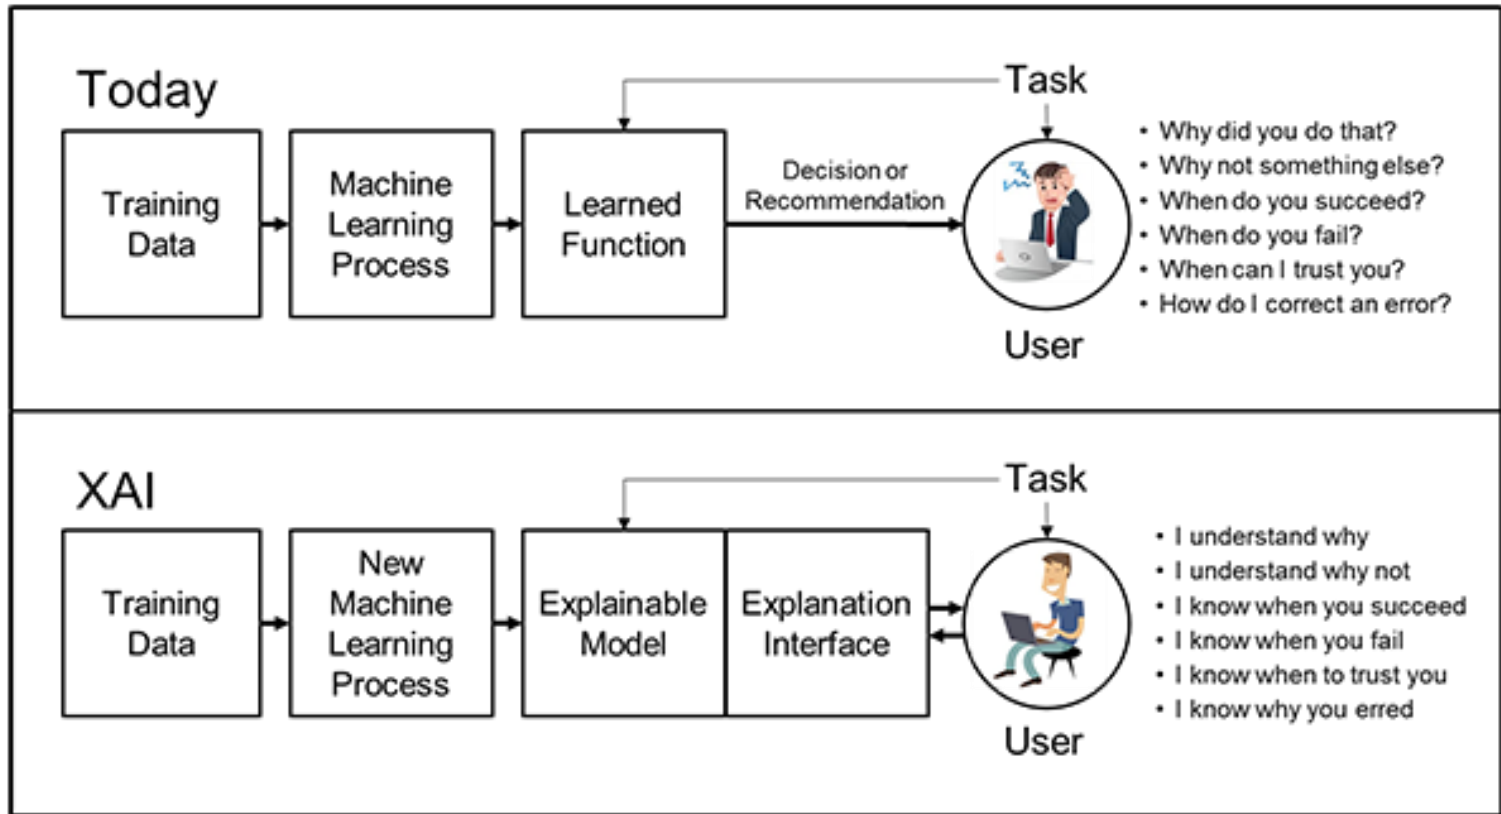 Today
Task
Training
Data
Machine
Learning
Process
Learned
Function
Decision or
Recommendation
User
• Why did you do that?
• Why not something else?
• When do you succeed?
• When do you fail?
• When can I trust you?
• How do I correct an error?
XAI
Task
Training
Data
New
Machine
Learning
Process
Explainable
Model
Explanation
Interface
User
• I understand why
• I understand why not
• I know when you succeed
• I know when you fail
• I know when to trust you
• I know why you erred